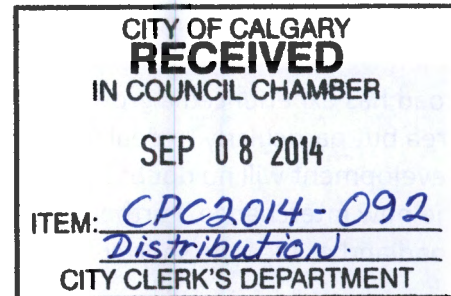 CITY OF CALGARY
RECEIVED
IN COUNCIL CHAMBER
SEP 08 2014
ITEM: CPC2014-092
Distribution.
CITY CLERK'S DEPARTMENT